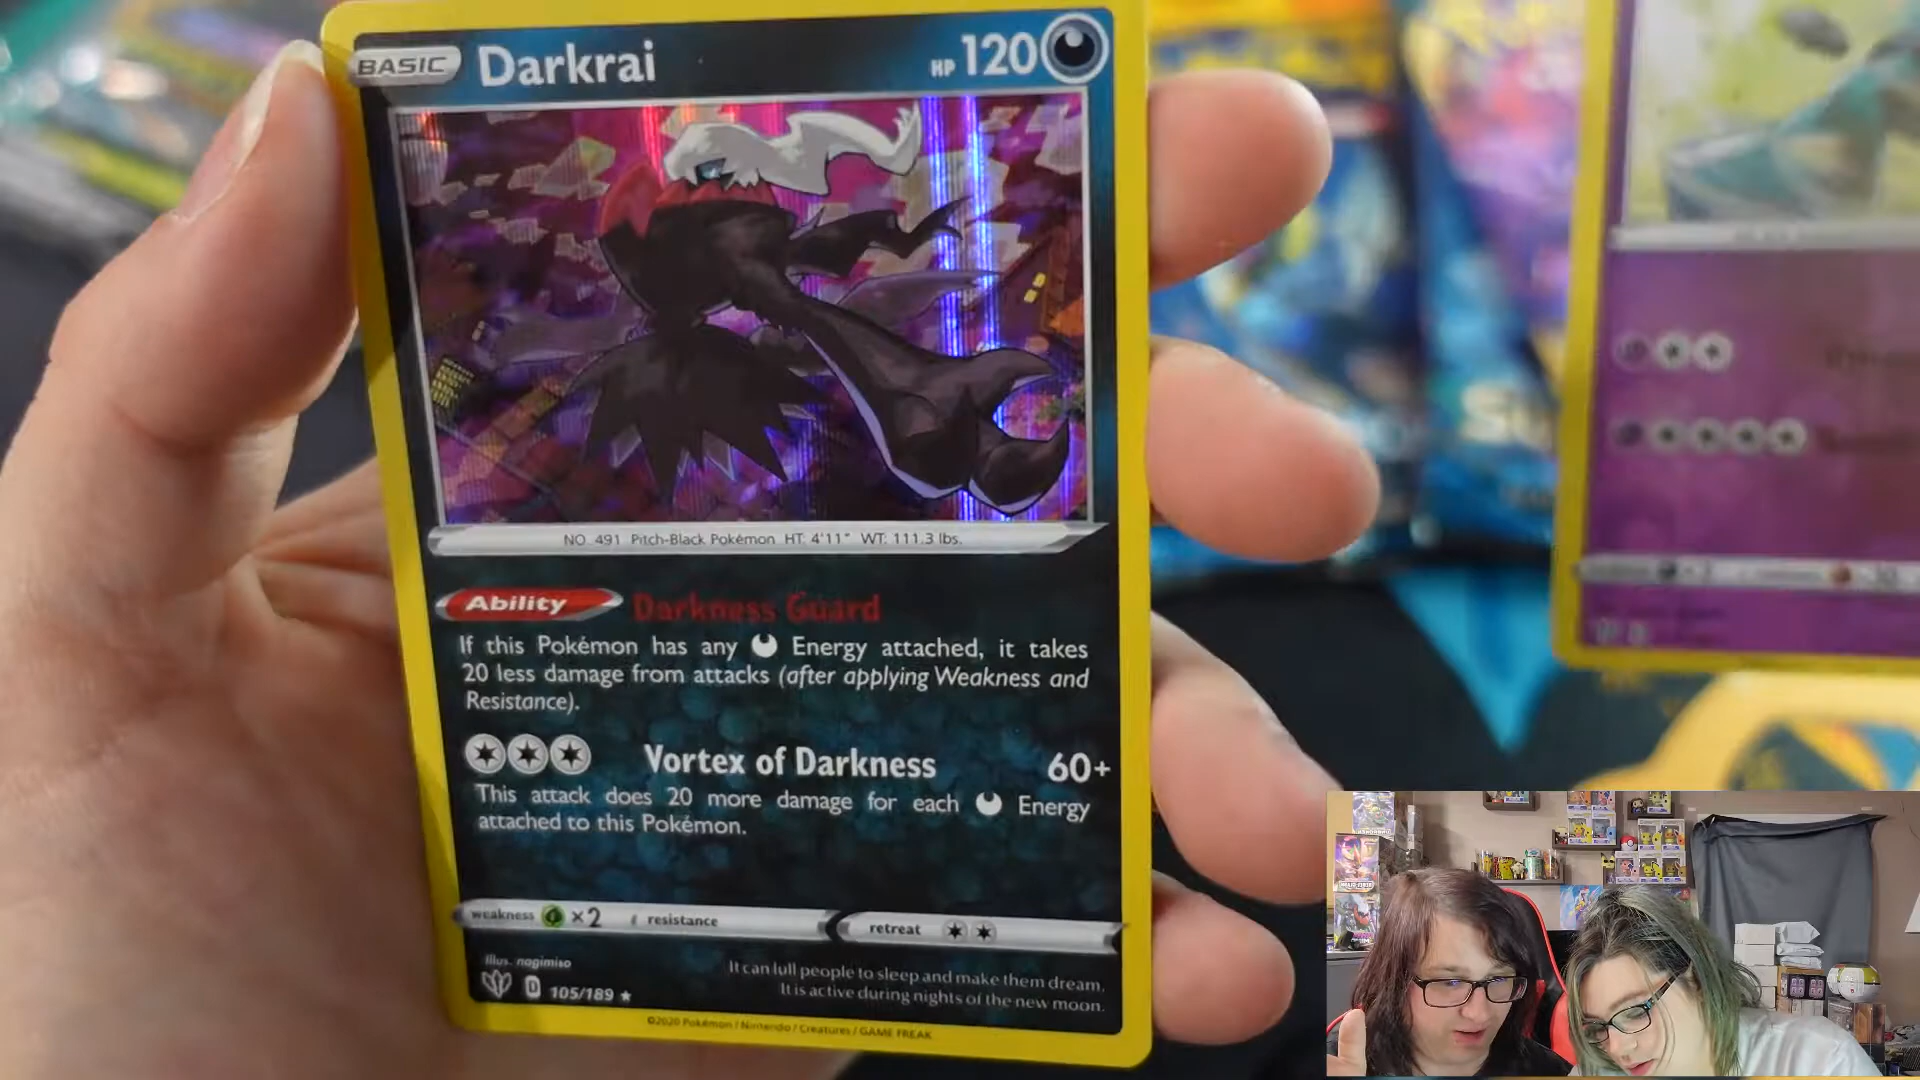 BASIC Darkrai HP 120
NO. 491 Pitch-Black Pokémon HT: 4'11" WT: 111.3 lbs.
Ability Darkness Guard
If this Pokémon has any Energy attached, it takes
20 less damage from attacks (after applying Weakness and
Resistance).
Vortex of Darkness 60+
This attack does 20 more damage for each Energy
attached to this Pokémon.
weakness ×2 resistance retreat
Illus. nagimiso
D 105/189 ★
It can lull people to sleep and make them dream.
It is active during nights of the new moon.
©2020 Pokémon / Nintendo / Creatures / GAME FREAK